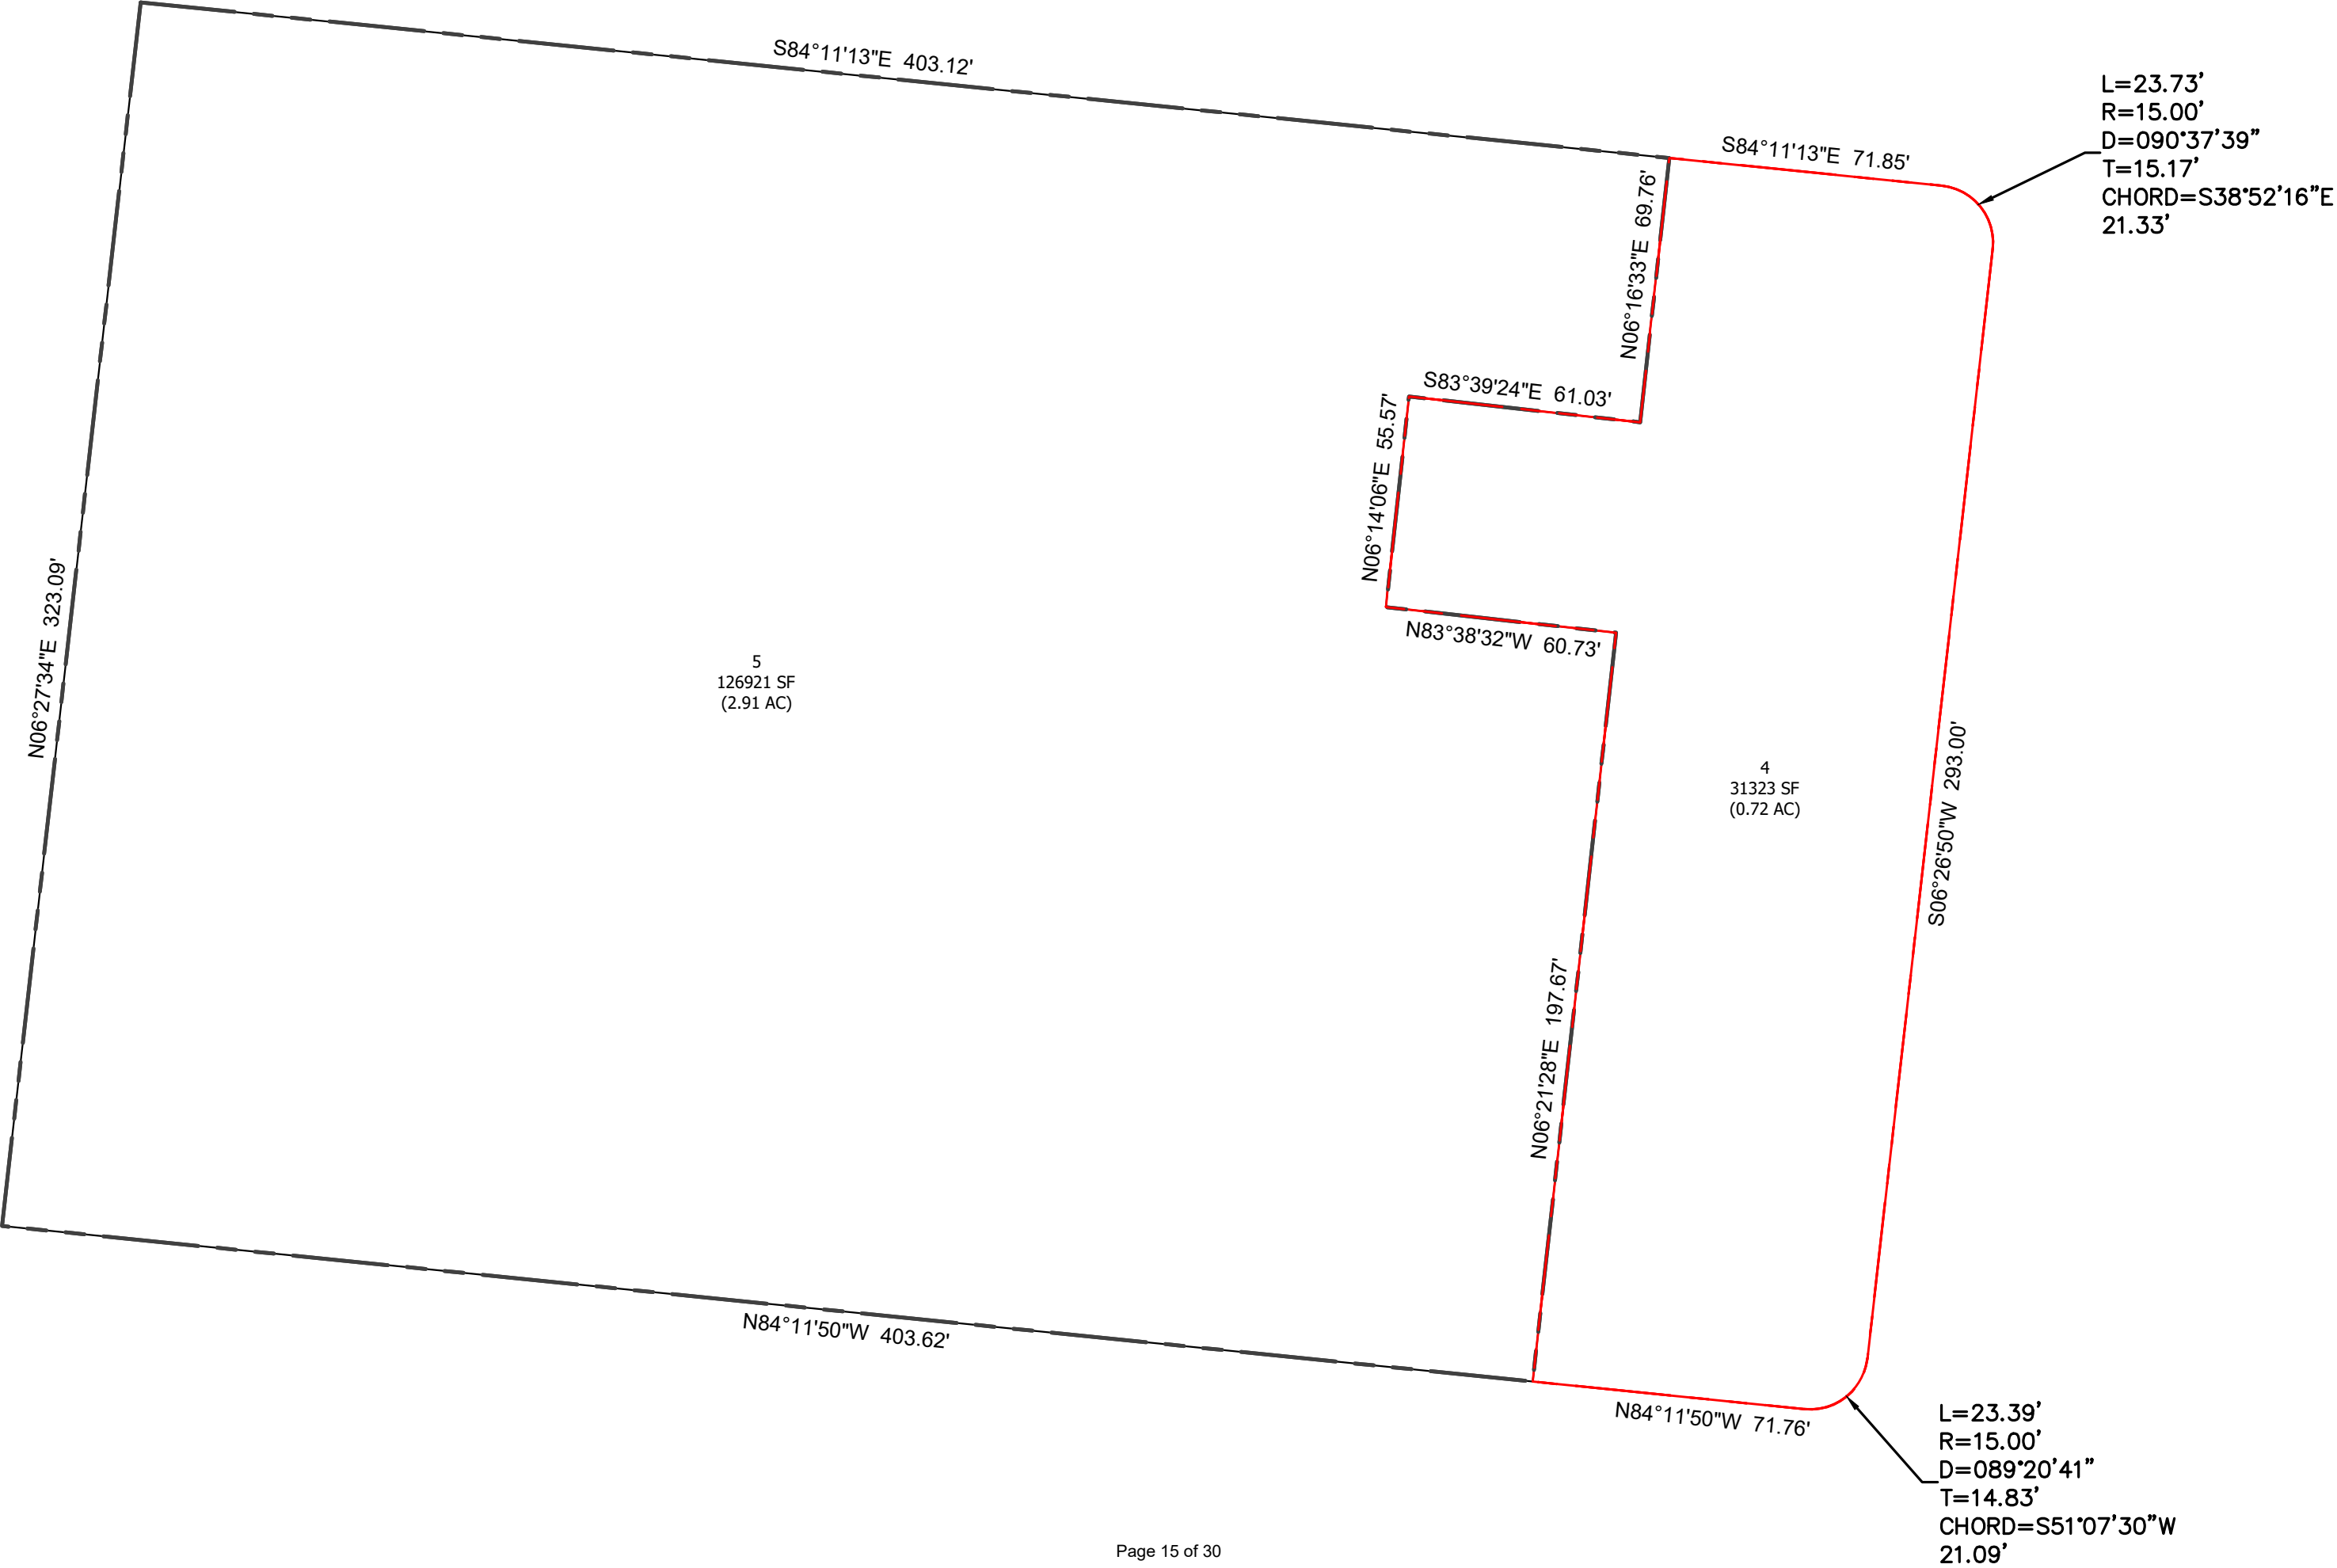 S84°11'13"E 403.12'
L=23.73'
R=15.00'
D=090°37'39"
T=15.17'
CHORD=S38°52'16"E
21.33'
S84°11'13"E 71.85'
N06°16'33"E 69.76'
S83°39'24"E 61.03'
N06°14'06"E 55.57'
N83°38'32"W 60.73'
N06°27'34"E 323.09'
5
126921 SF
(2.91 AC)
4
31323 SF
(0.72 AC)
S06°26'50"W 293.00'
N06°21'28"E 197.67'
N84°11'50"W 403.62'
N84°11'50"W 71.76'
L=23.39'
R=15.00'
D=089°20'41"
T=14.83'
CHORD=S51°07'30"W
21.09'
Page 15 of 30